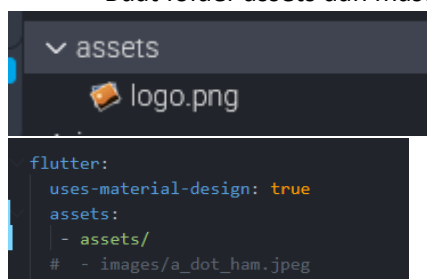 assets
logo.png
flutter:
uses-material-design: true
assets:
- assets/
# - images/a_dot_ham.jpeg